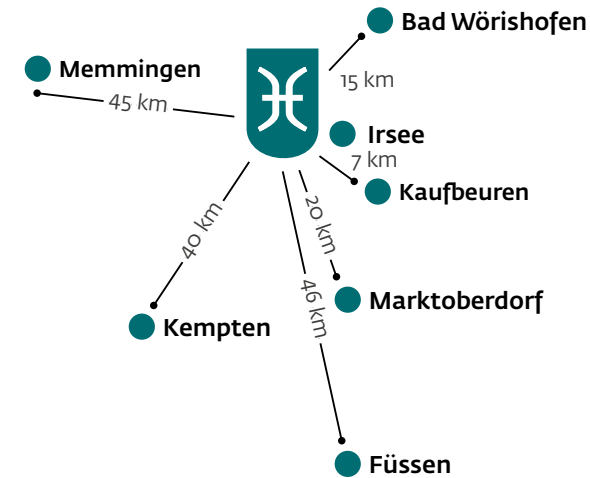 Bad Wörishofen
15 km
Memmingen
45 km
Irsee
7 km
Kaufbeuren
20 km
Marktoberdorf
40 km
Kempten
46 km
Füssen